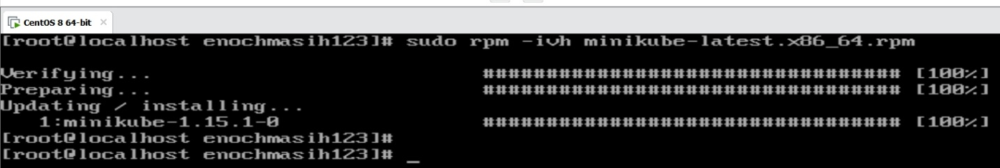 CentOS 8 64-bit
[root@localhost enochmasih123]# sudo rpm -ivh minikube-latest.x86_64.rpm
Verifying... ################################# [100%]
Preparing... ################################# [100%]
Updating / installing...
1:minikube-1.15.1-0 ################################# [100%]
[root@localhost enochmasih123]#
[root@localhost enochmasih123]# _